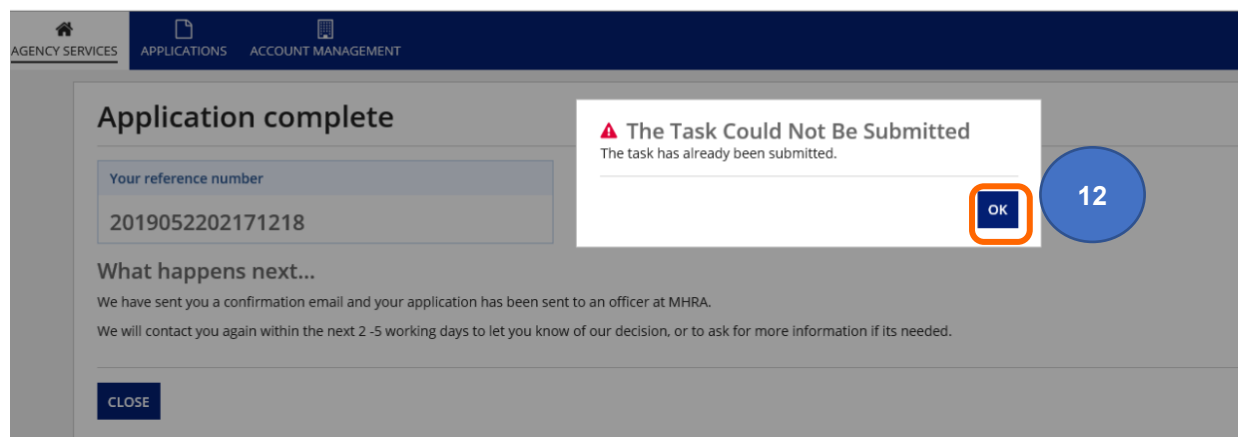 AGENCY SERVICES APPLICATIONS ACCOUNT MANAGEMENT
Application complete
Your reference number
2019052202171218
The Task Could Not Be Submitted
The task has already been submitted.
OK
12
What happens next...
We have sent you a confirmation email and your application has been sent to an officer at MHRA.
We will contact you again within the next 2 -5 working days to let you know of our decision, or to ask for more information if its needed.
CLOSE